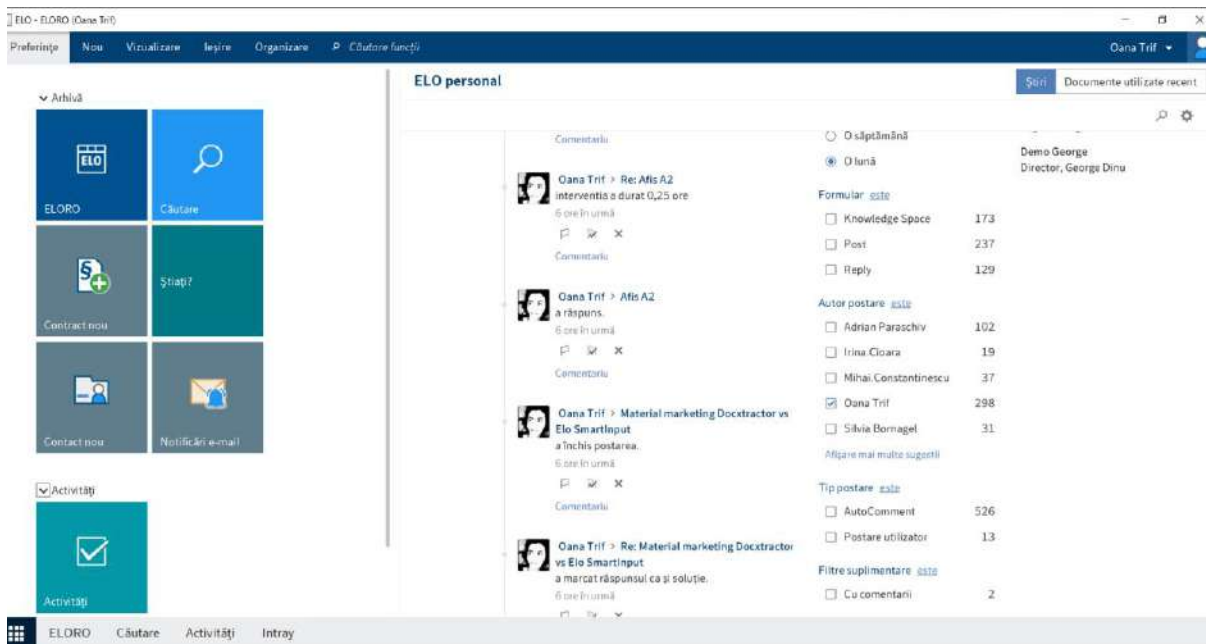 ELO - ELORO (Oana Trif)
Preferințe Nou Vizualizare Ieșire Organizare Căutare funcții Oana Trif
ELO personal
Știri Documente utilizate recent
Arhivă
ELO
ELORO
Căutare
Contract nou
Știați?
Contact nou
Notificări e-mail
Activități
Activități
Comentariu
Oana Trif > Re: Afis A2
interventia a durat 0,25 ore
6 ore în urmă
Comentariu
Oana Trif > Afis A2
a răspuns.
6 ore în urmă
Comentariu
Oana Trif > Material marketing Docxtractor vs
Elo SmartInput
a închis postarea.
6 ore în urmă
Comentariu
Oana Trif > Re: Material marketing Docxtractor
vs Elo SmartInput
a marcat răspunsul ca și soluție.
6 ore în urmă
O săptămână
O lună
Formular este
Knowledge Space 173
Post 237
Reply 129
Autor postare este
Adrian Paraschiv 102
Irina.Cioara 19
Mihai.Constantinescu 37
Oana Trif 298
Silvia Bornagel 31
Afișare mai multe sugestii
Tip postare este
AutoComment 526
Postare utilizator 13
Filtre suplimentare este
Cu comentarii 2
Demo George
Director, George Dinu
ELORO Căutare Activități Intray